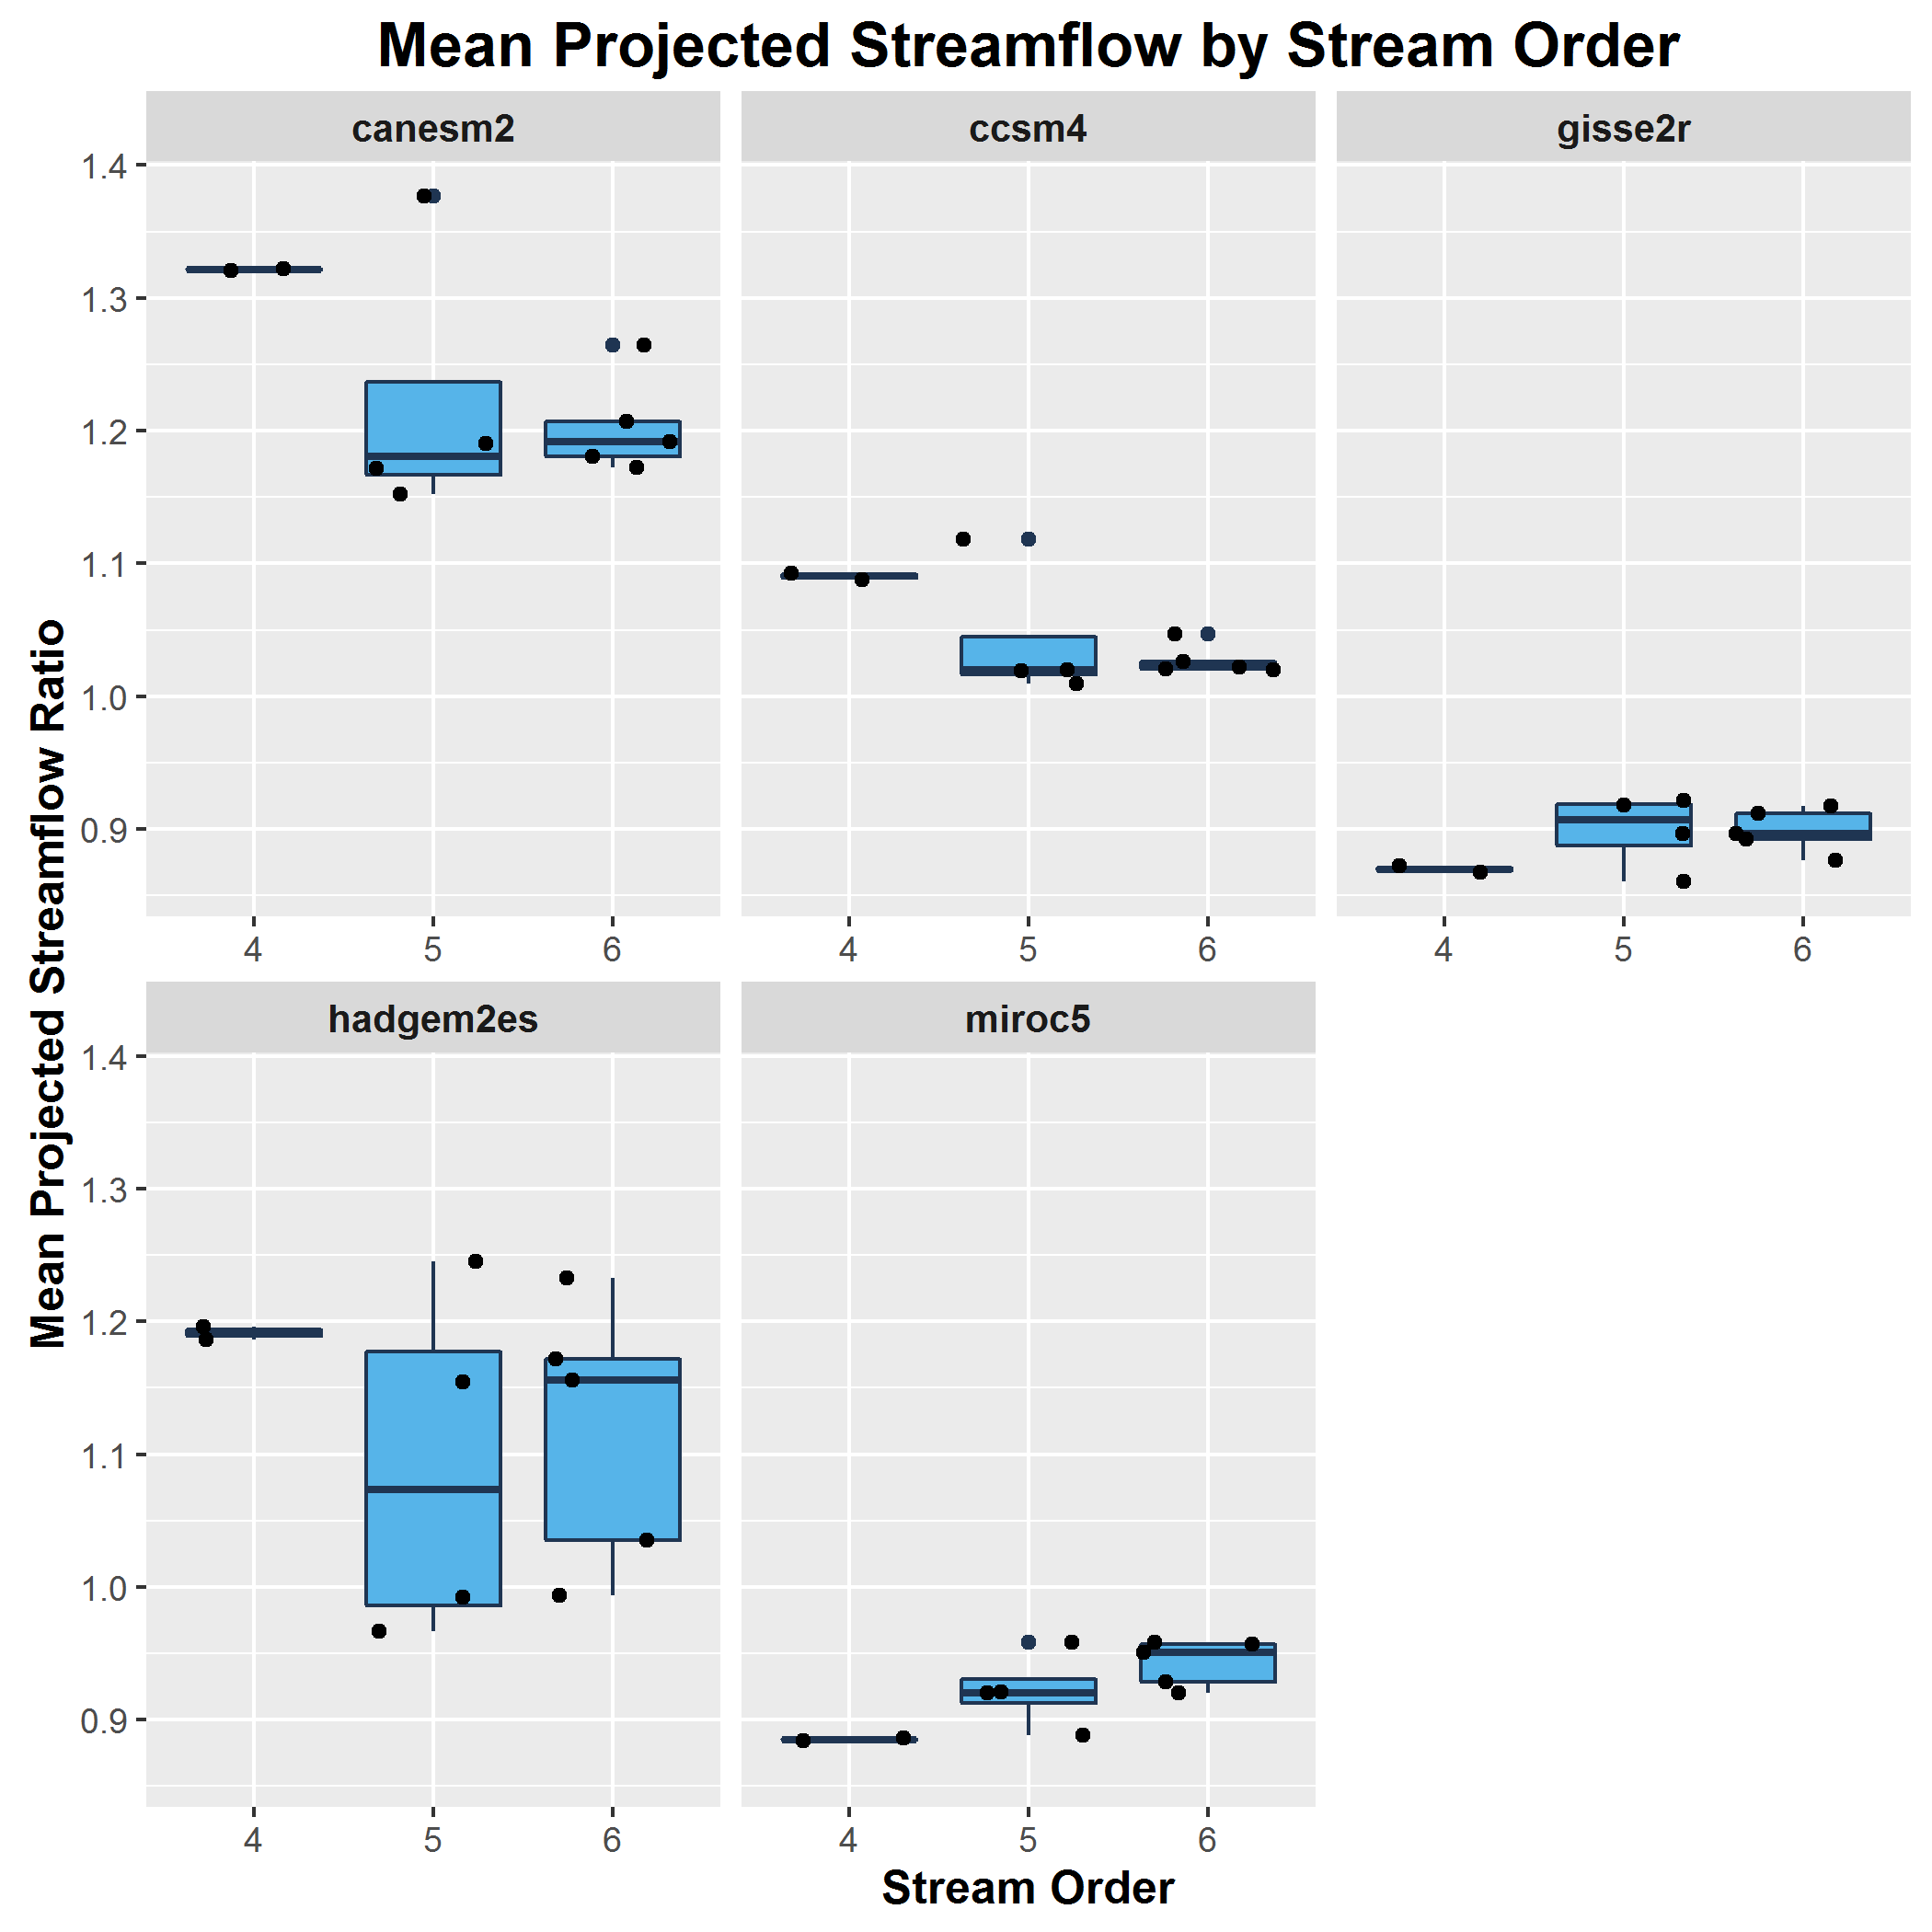 Mean Projected Streamflow by Stream Order
canesm2 ccsm4 gisse2r
1.4
1.3
1.2
1.1
1.0
0.9
4 5 6 4 5 6 4 5 6
Mean Projected Streamflow Ratio
hadgem2es miroc5
1.4
1.3
1.2
1.1
1.0
0.9
4 5 6 4 5 6
Stream Order